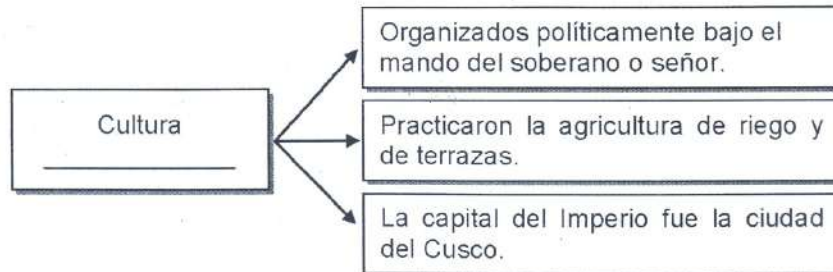 Organizados políticamente bajo el
mando del soberano o señor.
Cultura
Practicaron la agricultura de riego y
de terrazas.
La capital del Imperio fue la ciudad
del Cusco.